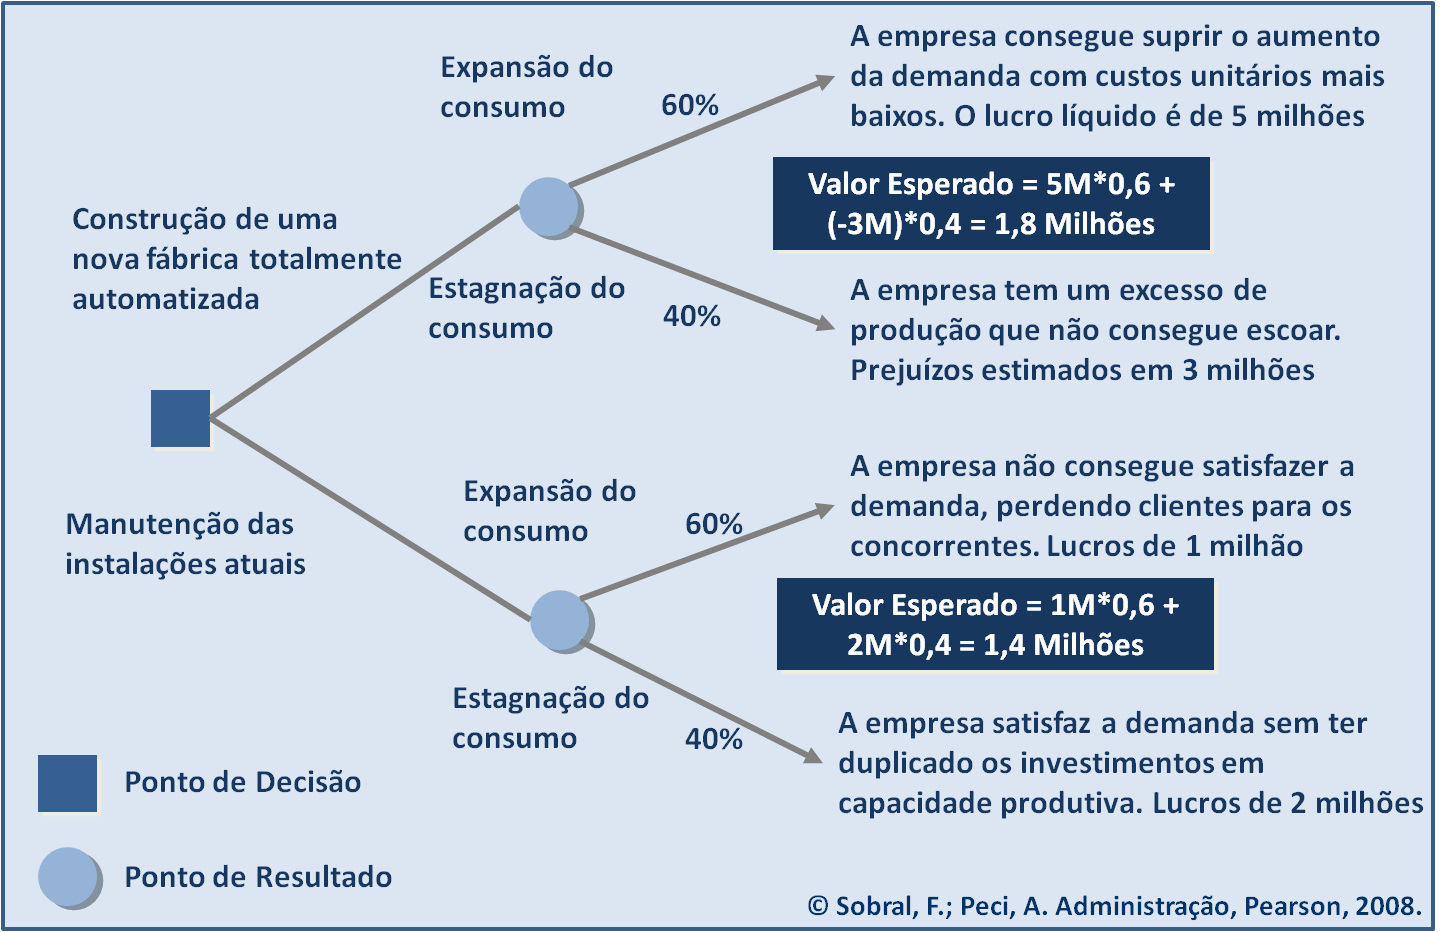 Expansão do
consumo
60%
A empresa consegue suprir o aumento
da demanda com custos unitários mais
baixos. O lucro líquido é de 5 milhões
Valor Esperado = 5M*0,6 +
(-3M)*0,4 = 1,8 Milhões
Construção de uma
nova fábrica totalmente
automatizada
Estagnação do
consumo
40%
A empresa tem um excesso de
produção que não consegue escoar.
Prejuízos estimados em 3 milhões
Manutenção das
instalações atuais
Expansão do
consumo
60%
A empresa não consegue satisfazer a
demanda, perdendo clientes para os
concorrentes. Lucros de 1 milhão
Valor Esperado = 1M*0,6 +
2M*0,4 = 1,4 Milhões
Estagnação do
consumo
40%
A empresa satisfaz a demanda sem ter
duplicado os investimentos em
capacidade produtiva. Lucros de 2 milhões
Ponto de Decisão
Ponto de Resultado
© Sobral, F.; Peci, A. Administração, Pearson, 2008.